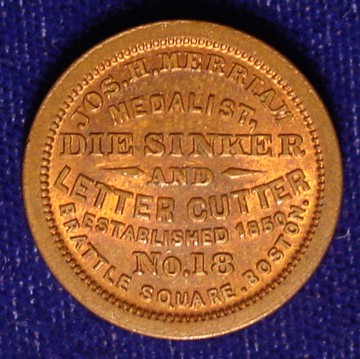 JOS. H. MERRIAM
MEDALIST,
DIE SINKER
AND
LETTER CUTTER
ESTABLISHED 1850.
No. 18
BRATTLE SQUARE. BOSTON.